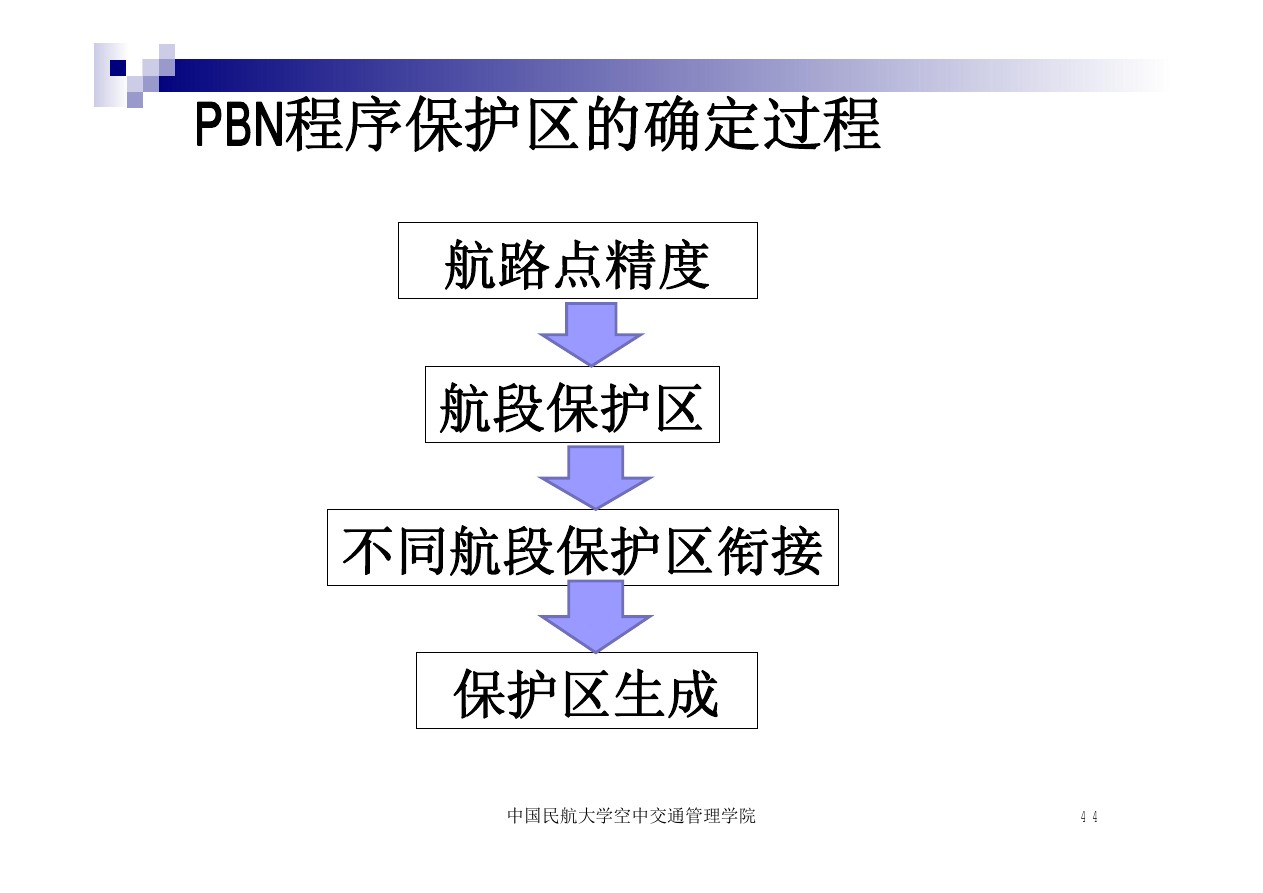 PBN程序保护区的确定过程
航路点精度
航段保护区
不同航段保护区衔接
保护区生成
中国民航大学空中交通管理学院
44